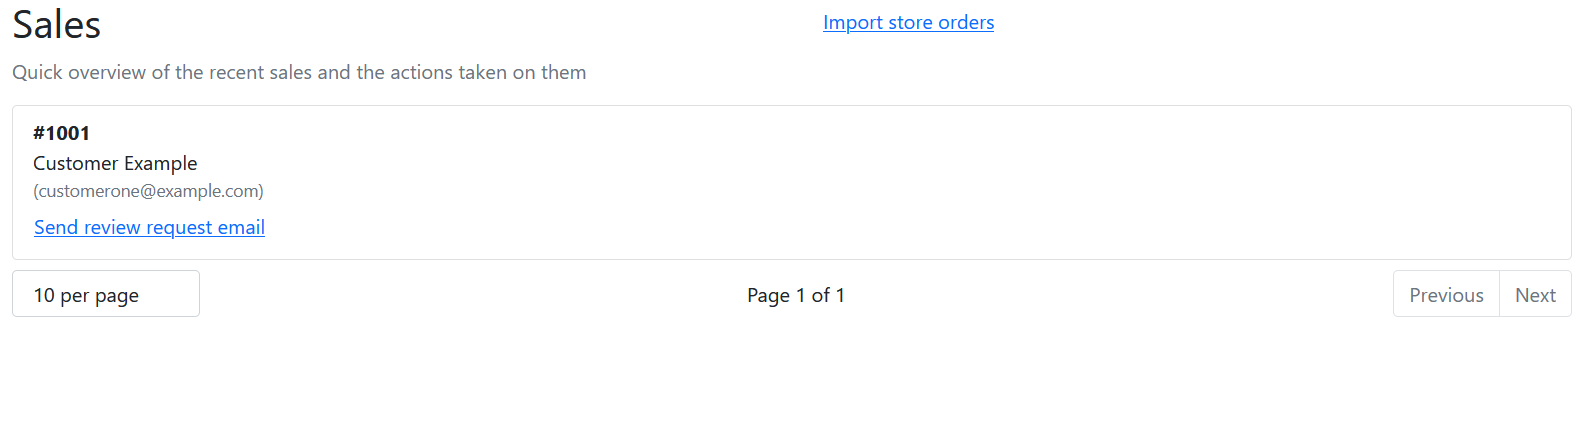 Sales
Import store orders
Quick overview of the recent sales and the actions taken on them
#1001
Customer Example
(customerone@example.com)
Send review request email
10 per page
Page 1 of 1
Previous
Next